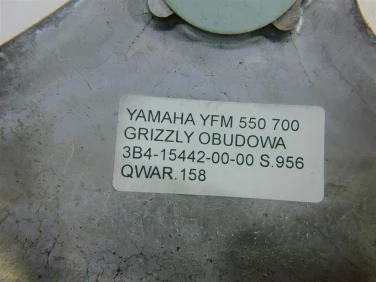 YAMAHA YFM 550 700
GRIZZLY OBUDOWA
3B4-15442-00-00 S.956
QWAR.158